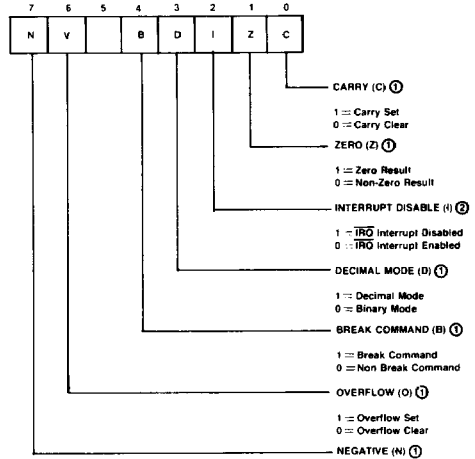 7 6 5 4 3 2 1 0
N V 5 B D I Z C
CARRY (C) ①
1 = Carry Set
0 = Carry Clear
ZERO (Z) ①
1 = Zero Result
0 = Non-Zero Result
INTERRUPT DISABLE (I) ②
1 = IRQ Interrupt Disabled
0 = IRQ Interrupt Enabled
DECIMAL MODE (D) ①
1 = Decimal Mode
0 = Binary Mode
BREAK COMMAND (B) ①
1 = Break Command
0 = Non Break Command
OVERFLOW (O) ①
1 = Overflow Set
0 = Overflow Clear
NEGATIVE (N) ①